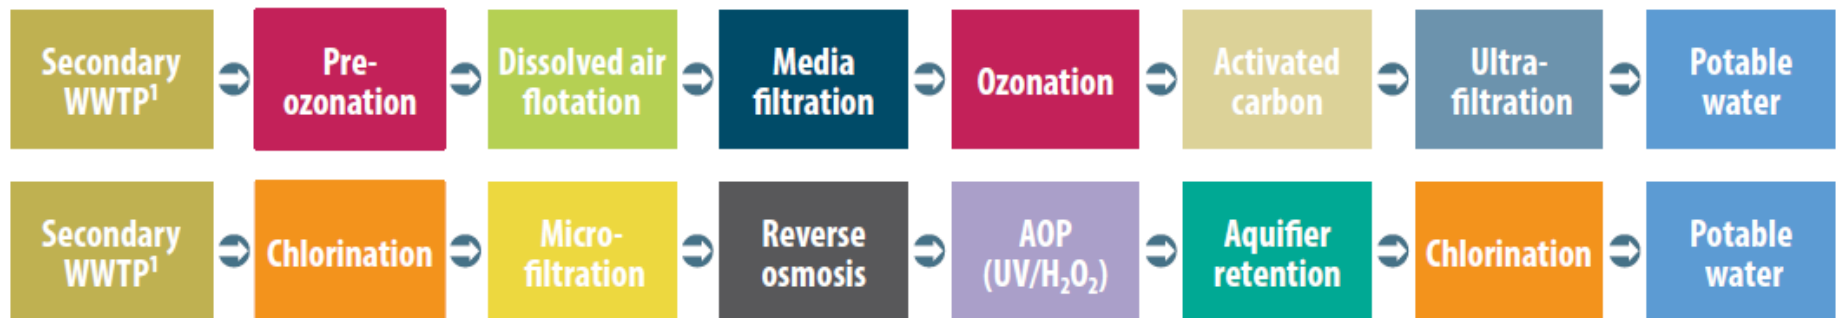 Secondary
WWTP¹
Pre-
ozonation
Dissolved air
flotation
Media
filtration
Ozonation
Activated
carbon
Ultra-
filtration
Potable
water
Secondary
WWTP¹
Chlorination
Micro-
filtration
Reverse
osmosis
AOP
(UV/H₂O₂)
Aquifier
retention
Chlorination
Potable
water